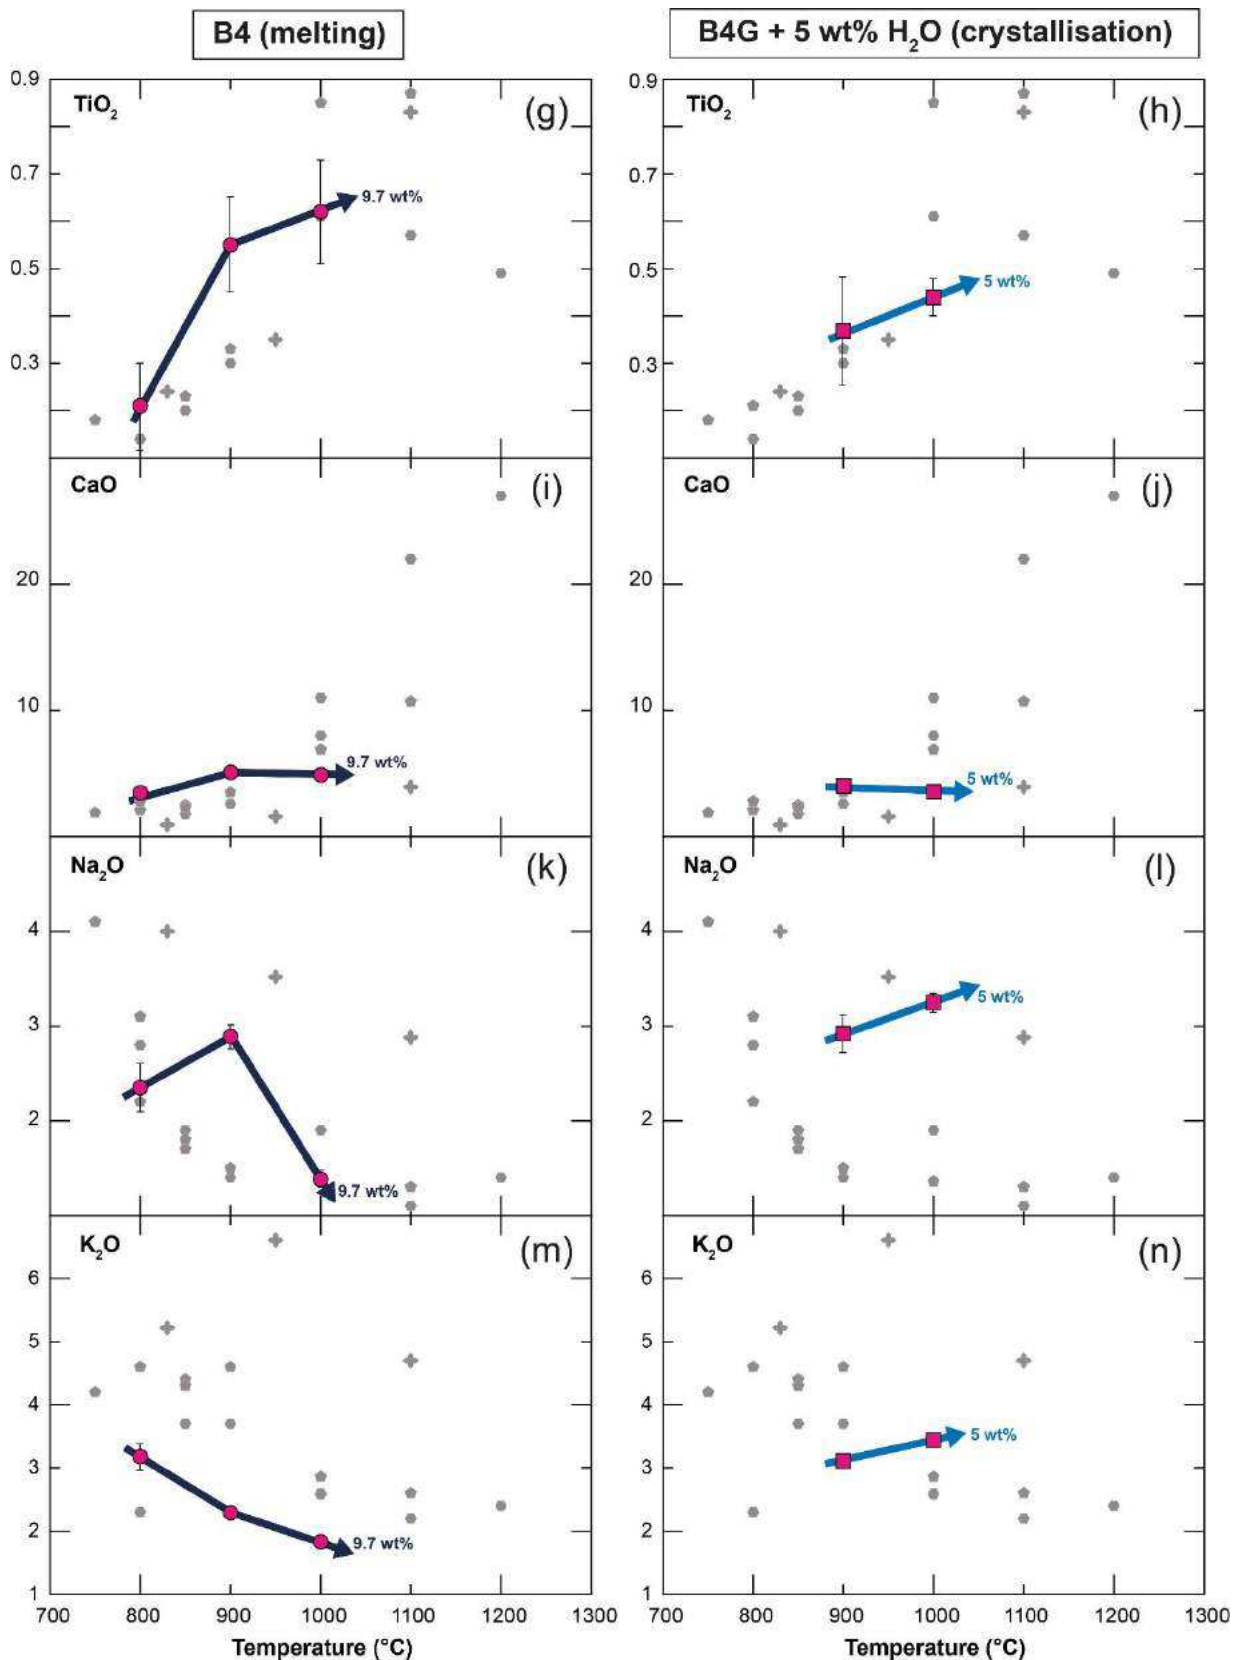 B4 (melting)
B4G + 5 wt% H₂O (crystallisation)
0.9
TiO₂
(g)
0.7
9.7 wt%
0.5
0.3
0.9
TiO₂
(h)
0.7
0.5
5 wt%
0.3
CaO
(i)
20
10
9.7 wt%
CaO
(j)
20
10
5 wt%
Na₂O
(k)
4
3
2
9.7 wt%
Na₂O
(l)
4
3
2
5 wt%
K₂O
(m)
6
5
4
3
2
1
9.7 wt%
700 800 900 1000 1100 1200 1300
Temperature (°C)
K₂O
(n)
6
5
4
3
2
1
5 wt%
700 800 900 1000 1100 1200 1300
Temperature (°C)